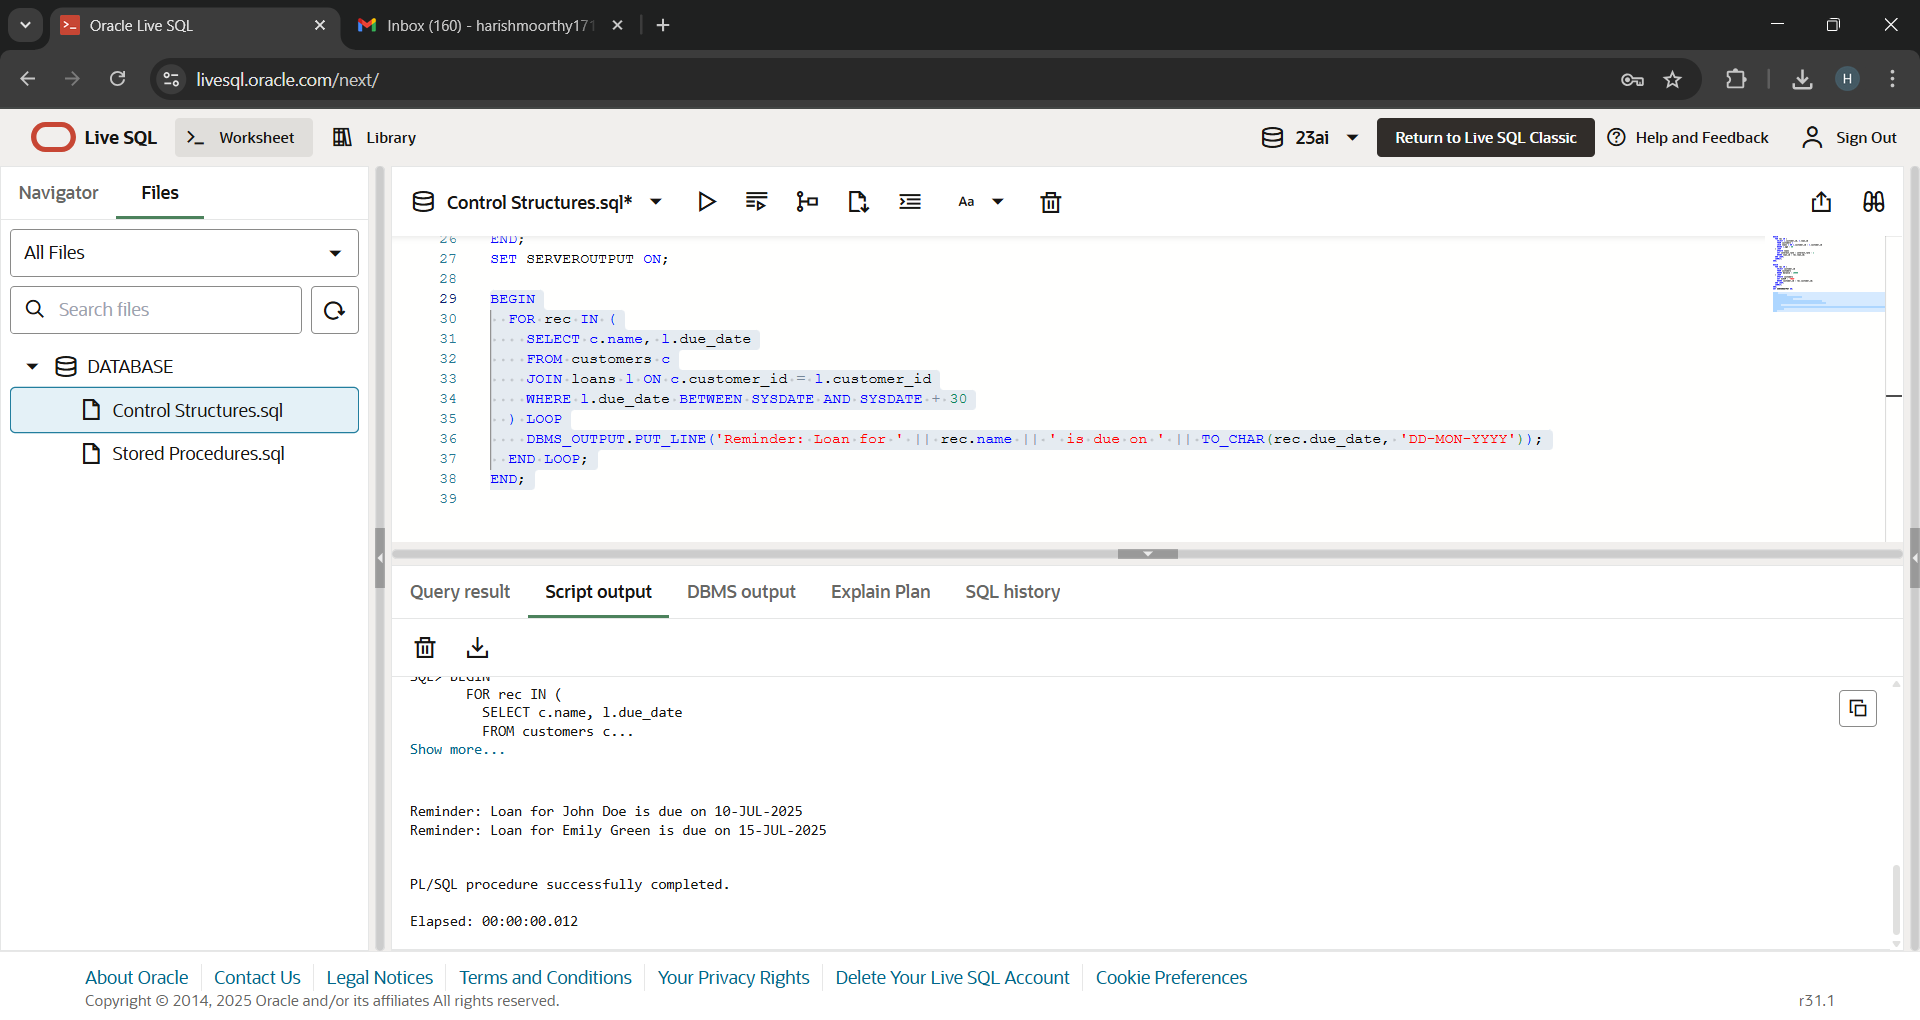 Oracle Live SQL
Inbox (160) - harishmoorthy171
livesql.oracle.com/next/
H
Live SQL
Worksheet
Library
23ai
Return to Live SQL Classic
Help and Feedback
Sign Out
Navigator
Files
All Files
Search files
DATABASE
Control Structures.sql
Stored Procedures.sql
Control Structures.sql*
Aa
26 END;
27 SET SERVEROUTPUT ON;
28
29 BEGIN
30 FOR rec IN (
31 SELECT c.name, l.due_date
32 FROM customers c
33 JOIN loans l ON c.customer_id = l.customer_id
34 WHERE l.due_date BETWEEN SYSDATE AND SYSDATE + 30
35 ) LOOP
36 DBMS_OUTPUT.PUT_LINE('Reminder: Loan for ' || rec.name || ' is due on ' || TO_CHAR(rec.due_date, 'DD-MON-YYYY'));
37 END LOOP;
38 END;
39
Query result
Script output
DBMS output
Explain Plan
SQL history
SQL> BEGIN
FOR rec IN (
SELECT c.name, l.due_date
FROM customers c...
Show more...
Reminder: Loan for John Doe is due on 10-JUL-2025
Reminder: Loan for Emily Green is due on 15-JUL-2025
PL/SQL procedure successfully completed.
Elapsed: 00:00:00.012
About Oracle
Contact Us
Legal Notices
Terms and Conditions
Your Privacy Rights
Delete Your Live SQL Account
Cookie Preferences
Copyright © 2014, 2025 Oracle and/or its affiliates All rights reserved.
r31.1